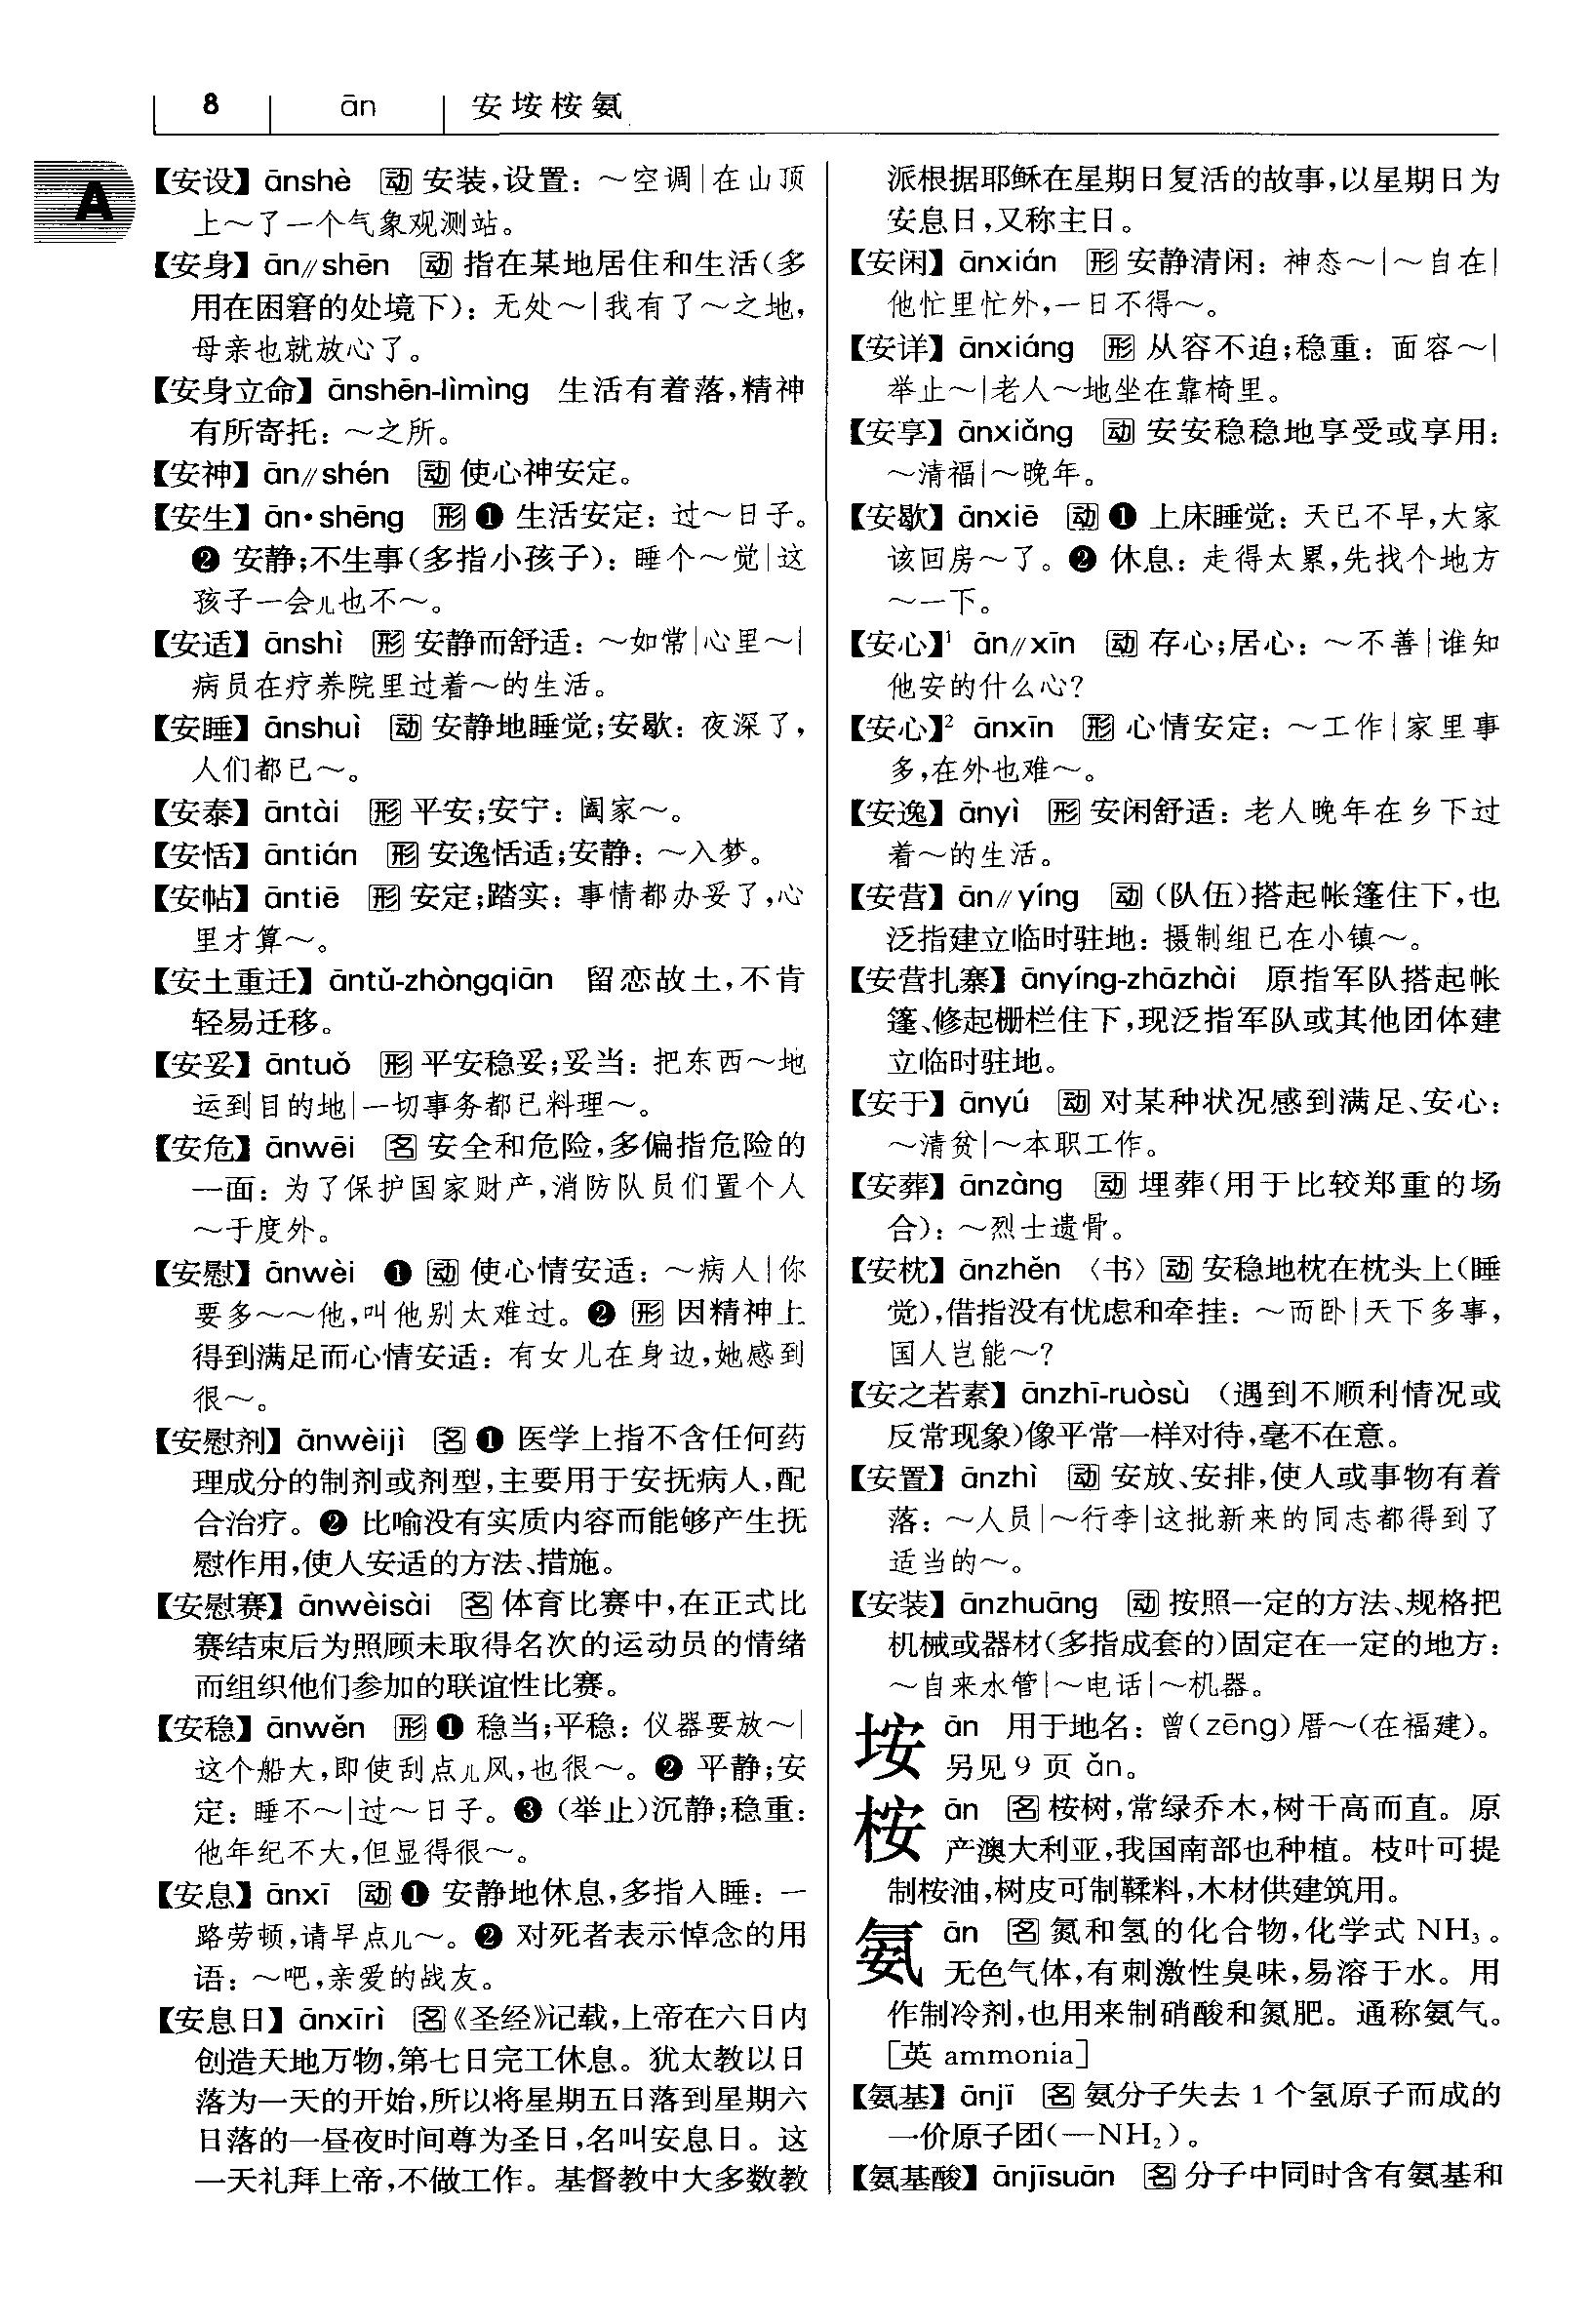 8 ān 安垵桉氨
A
【安设】ānshè 动 安装,设置: ～空调|在山顶
上～了一个气象观测站。
【安身】ān∥shēn 动 指在某地居住和生活(多
用在困窘的处境下): 无处～|我有了～之地,
母亲也就放心了。
【安身立命】ānshēn-lìmìng 生活有着落,精神
有所寄托: ～之所。
【安神】ān∥shén 动 使心神安定。
【安生】ān•shēng 形 ❶ 生活安定: 过～日子。
❷ 安静;不生事(多指小孩子): 睡个～觉|这
孩子一会儿也不～。
【安适】ānshì 形 安静而舒适: ～如常|心里～|
病员在疗养院里过着～的生活。
【安睡】ānshuì 动 安静地睡觉;安歇: 夜深了,
人们都已～。
【安泰】āntài 形 平安;安宁: 阖家～。
【安恬】āntián 形 安逸恬适;安静: ～入梦。
【安帖】āntiē 形 安定;踏实: 事情都办妥了,心
里才算～。
【安土重迁】āntǔ-zhòngqiān 留恋故土,不肯
轻易迁移。
【安妥】āntuǒ 形 平安稳妥;妥当: 把东西～地
运到目的地|一切事务都已料理～。
【安危】ānwēi 名 安全和危险,多偏指危险的
一面: 为了保护国家财产,消防队员们置个人
～于度外。
【安慰】ānwèi ❶ 动 使心情安适: ～病人|你
要多～～他,叫他别太难过。❷ 形 因精神上
得到满足而心情安适: 有女儿在身边,她感到
很～。
【安慰剂】ānwèijì 名 ❶ 医学上指不含任何药
理成分的制剂或剂型,主要用于安抚病人,配
合治疗。❷ 比喻没有实质内容而能够产生抚
慰作用,使人安适的方法、措施。
【安慰赛】ānwèisài 名 体育比赛中,在正式比
赛结束后为照顾未取得名次的运动员的情绪
而组织他们参加的联谊性比赛。
【安稳】ānwěn 形 ❶ 稳当;平稳: 仪器要放～|
这个船大,即使刮点儿风,也很～。❷ 平静;安
定: 睡不～|过～日子。❸ (举止)沉静;稳重:
他年纪不大,但显得很～。
【安息】ānxī 动 ❶ 安静地休息,多指入睡: 一
路劳顿,请早点儿～。❷ 对死者表示悼念的用
语: ～吧,亲爱的战友。
【安息日】ānxīrì 名《圣经》记载,上帝在六日内
创造天地万物,第七日完工休息。犹太教以日
落为一天的开始,所以将星期五日落到星期六
日落的一昼夜时间尊为圣日,名叫安息日。这
一天礼拜上帝,不做工作。基督教中大多数教
派根据耶稣在星期日复活的故事,以星期日为
安息日,又称主日。
【安闲】ānxián 形 安静清闲: 神态～|～自在|
他忙里忙外,一日不得～。
【安详】ānxiáng 形 从容不迫;稳重: 面容～|
举止～|老人～地坐在靠椅里。
【安享】ānxiǎng 动 安安稳稳地享受或享用:
～清福|～晚年。
【安歇】ānxiē 动 ❶ 上床睡觉: 天已不早,大家
该回房～了。❷ 休息: 走得太累,先找个地方
～一下。
【安心】¹ ān∥xīn 动 存心;居心: ～不善|谁知
他安的什么心?
【安心】² ānxīn 形 心情安定: ～工作|家里事
多,在外也难～。
【安逸】ānyì 形 安闲舒适: 老人晚年在乡下过
着～的生活。
【安营】ān∥yíng 动 (队伍)搭起帐篷住下,也
泛指建立临时驻地: 摄制组已在小镇～。
【安营扎寨】ānyíng-zhāzhài 原指军队搭起帐
篷、修起栅栏住下,现泛指军队或其他团体建
立临时驻地。
【安于】ānyú 动 对某种状况感到满足、安心:
～清贫|～本职工作。
【安葬】ānzàng 动 埋葬(用于比较郑重的场
合): ～烈士遗骨。
【安枕】ānzhěn 〈书〉动 安稳地枕在枕头上(睡
觉),借指没有忧虑和牵挂: ～而卧|天下多事,
国人岂能～?
【安之若素】ānzhī-ruòsù (遇到不顺利情况或
反常现象)像平常一样对待,毫不在意。
【安置】ānzhì 动 安放、安排,使人或事物有着
落: ～人员|～行李|这批新来的同志都得到了
适当的～。
【安装】ānzhuāng 动 按照一定的方法、规格把
机械或器材(多指成套的)固定在一定的地方:
～自来水管|～电话|～机器。
垵 ān 用于地名: 曾(zēng)厝～(在福建)。
另见 9 页 ǎn。
桉 ān 名 桉树,常绿乔木,树干高而直。原
产澳大利亚,我国南部也种植。枝叶可提
制桉油,树皮可制鞣料,木材供建筑用。
氨 ān 名 氮和氢的化合物,化学式 NH₃。
无色气体,有刺激性臭味,易溶于水。用
作制冷剂,也用来制硝酸和氮肥。通称氨气。
[英 ammonia]
【氨基】ānjī 名 氨分子失去 1 个氢原子而成的
一价原子团(—NH₂)。
【氨基酸】ānjīsuān 名 分子中同时含有氨基和